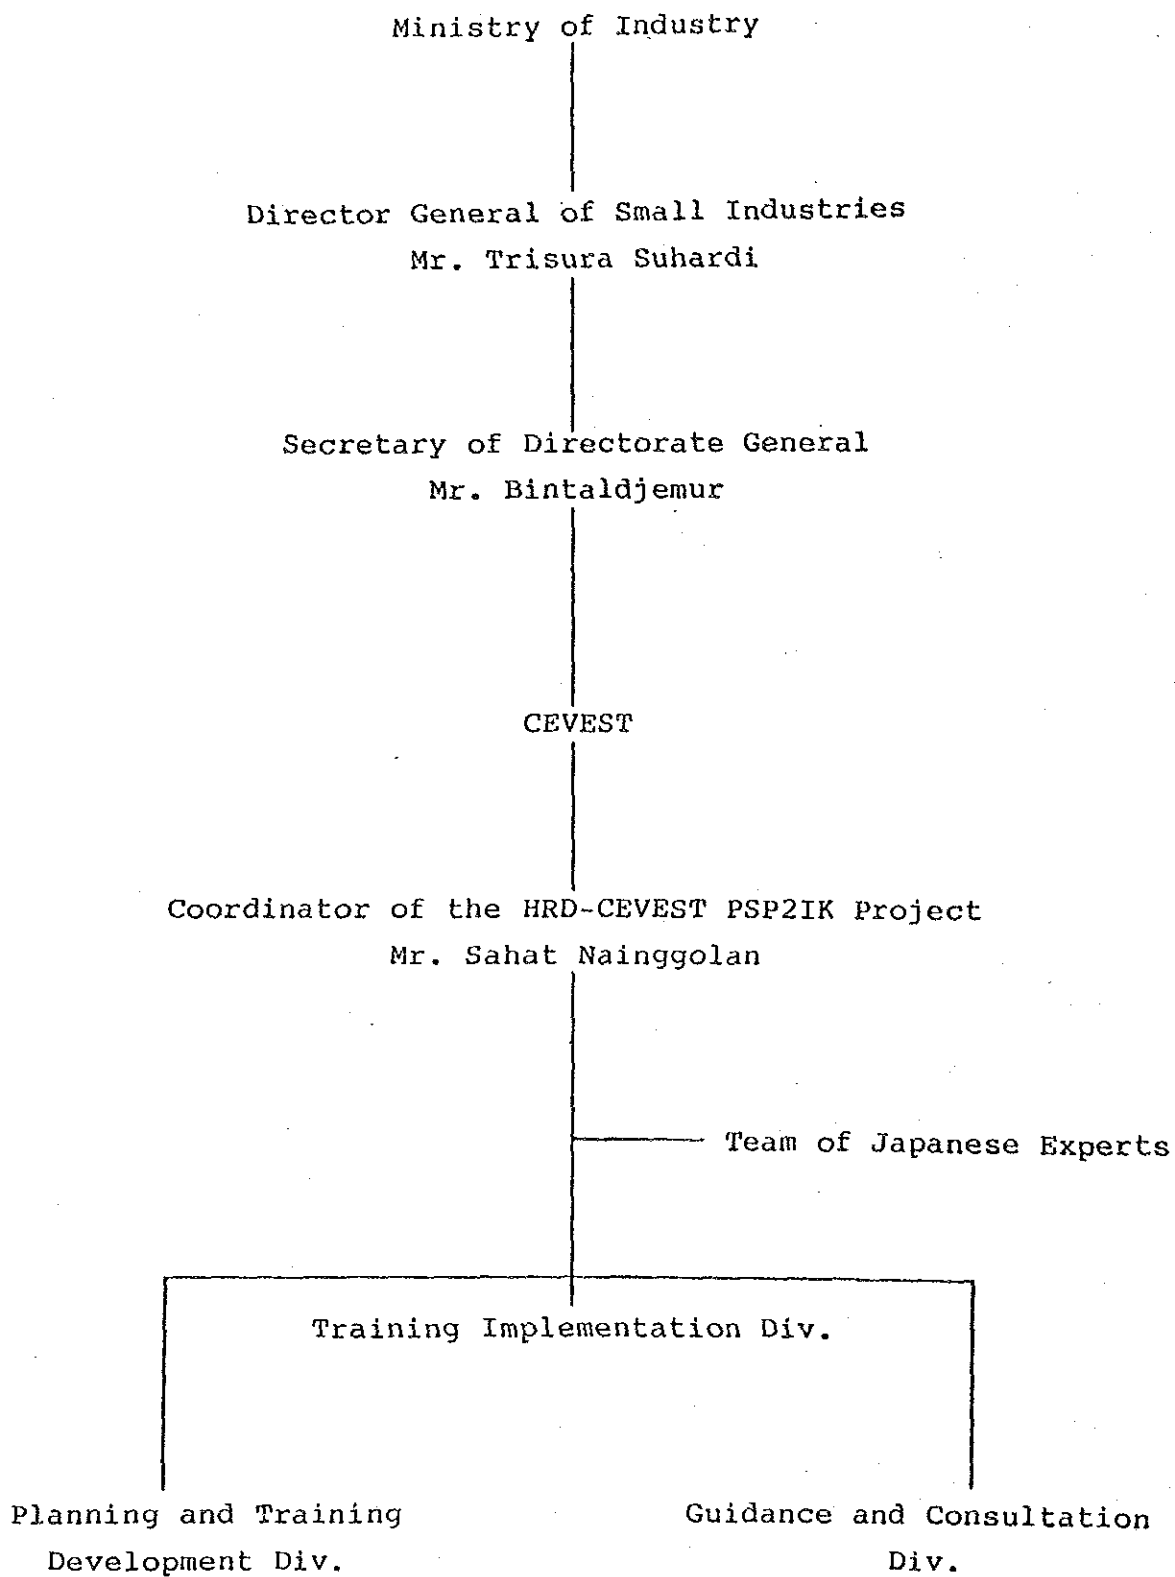 Ministry of Industry
Director General of Small Industries
Mr. Trisura Suhardi
Secretary of Directorate General
Mr. Bintaldjemur
CEVEST
Coordinator of the HRD-CEVEST PSP2IK Project
Mr. Sahat Nainggolan
Team of Japanese Experts
Training Implementation Div.
Planning and Training
Development Div.
Guidance and Consultation
Div.